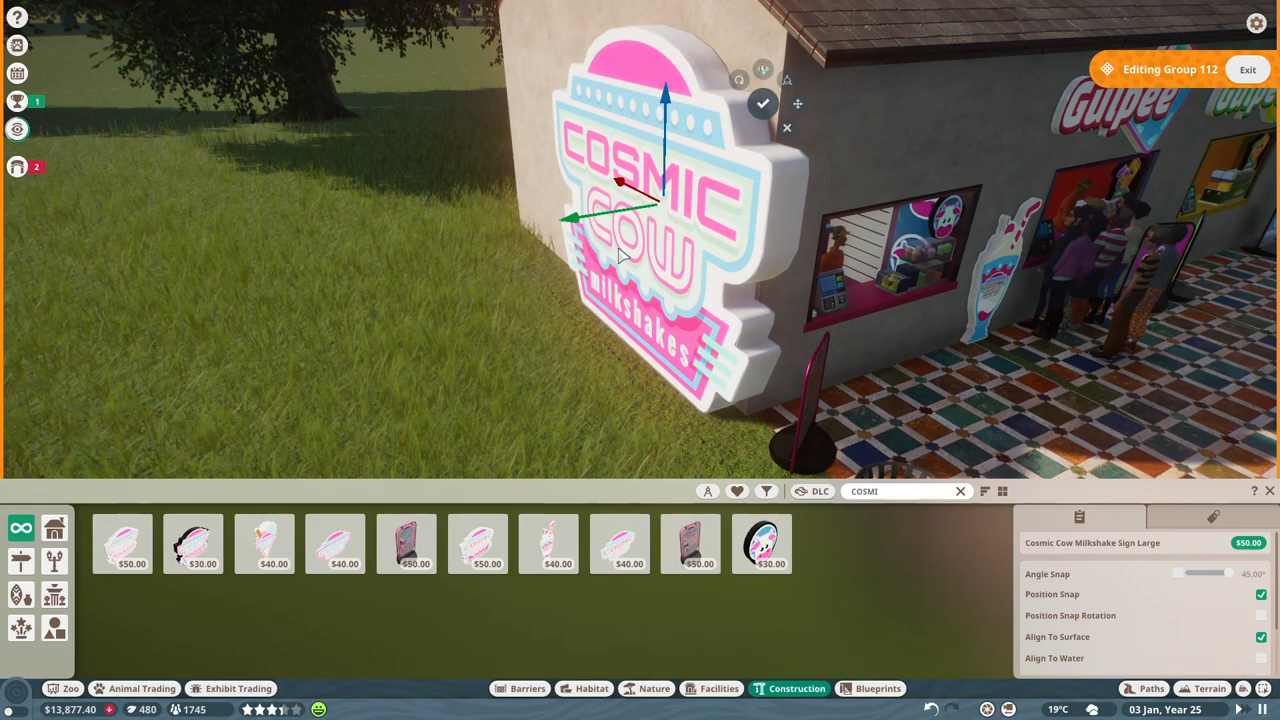 Editing Group 112
Exit
1
2
COSMIC
COW
milkshakes
Gulpee
DLC
COSMI
?
$50.00
$30.00
$40.00
$40.00
$50.00
$50.00
$40.00
$40.00
$50.00
$30.00
Cosmic Cow Milkshake Sign Large
$50.00
Angle Snap
45.00°
Position Snap
Position Snap Rotation
Align To Surface
Align To Water
Zoo
Animal Trading
Exhibit Trading
Barriers
Habitat
Nature
Facilities
Construction
Blueprints
Paths
Terrain
$13,877.40
480
1745
19°C
03 Jan, Year 25